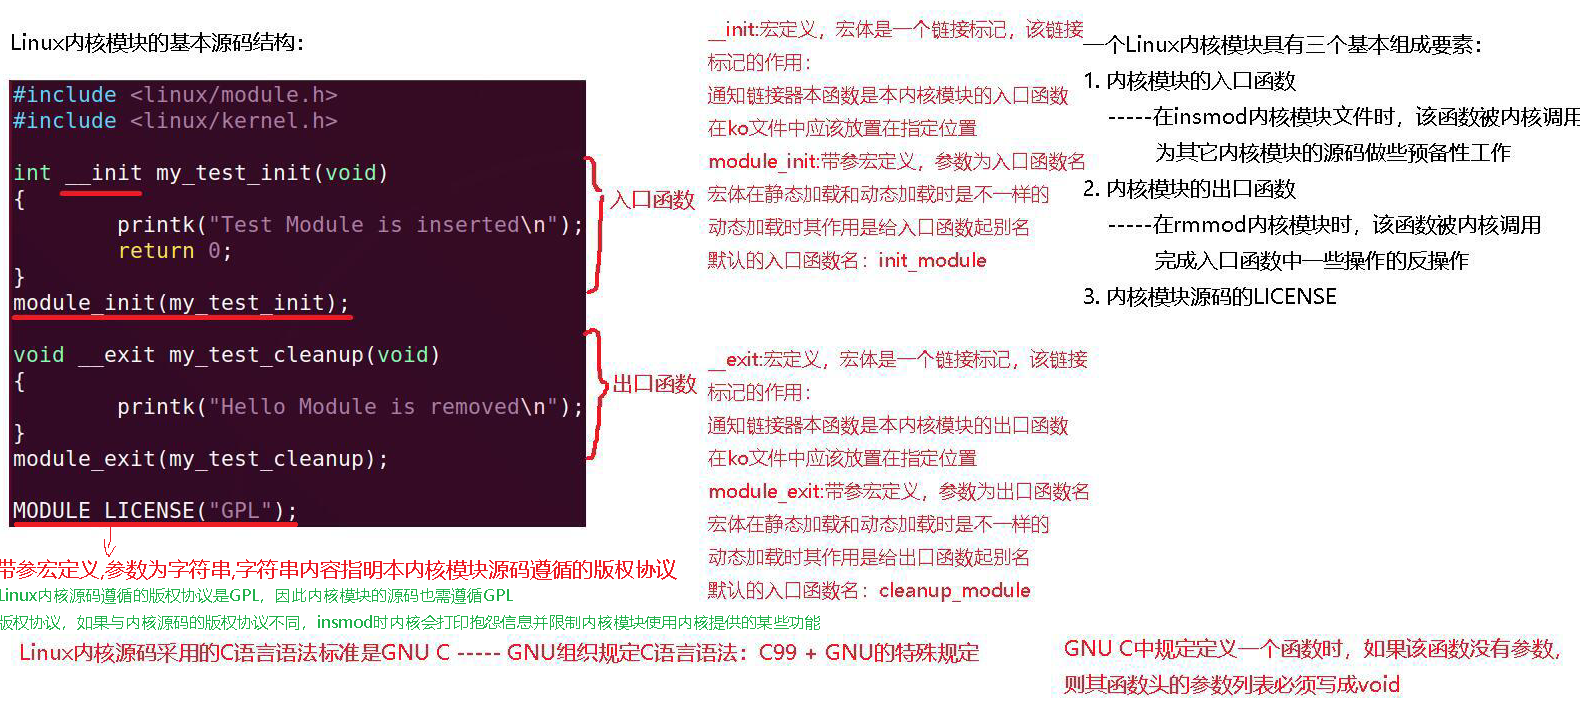 Linux内核模块的基本源码结构：
#include <linux/module.h>
#include <linux/kernel.h>
int __init my_test_init(void)
{
printk("Test Module is inserted\n");
return 0;
}
module_init(my_test_init);
void __exit my_test_cleanup(void)
{
printk("Hello Module is removed\n");
}
module_exit(my_test_cleanup);
MODULE LICENSE("GPL");
入口函数
出口函数
__init:宏定义，宏体是一个链接标记，该链接
标记的作用：
通知链接器本函数是本内核模块的入口函数
在ko文件中应该放置在指定位置
module_init:带参宏定义，参数为入口函数名
宏体在静态加载和动态加载时是不一样的
动态加载时其作用是给入口函数起别名
默认的入口函数名：init_module
__exit:宏定义，宏体是一个链接标记，该链接
标记的作用：
通知链接器本函数是本内核模块的出口函数
在ko文件中应该放置在指定位置
module_exit:带参宏定义，参数为出口函数名
宏体在静态加载和动态加载时是不一样的
动态加载时其作用是给出口函数起别名
默认的入口函数名：cleanup_module
一个Linux内核模块具有三个基本组成要素：
1. 内核模块的入口函数
-----在insmod内核模块文件时，该函数被内核调用
为其它内核模块的源码做些预备性工作
2. 内核模块的出口函数
-----在rmmod内核模块时，该函数被内核调用
完成入口函数中一些操作的反操作
3. 内核模块源码的LICENSE
带参宏定义,参数为字符串,字符串内容指明本内核模块源码遵循的版权协议
Linux内核源码遵循的版权协议是GPL，因此内核模块的源码也需遵循GPL
版权协议，如果与内核源码的版权协议不同，insmod时内核会打印抱怨信息并限制内核模块使用内核提供的某些功能
Linux内核源码采用的C语言语法标准是GNU C ----- GNU组织规定C语言语法：C99 + GNU的特殊规定
GNU C中规定定义一个函数时，如果该函数没有参数，
则其函数头的参数列表必须写成void